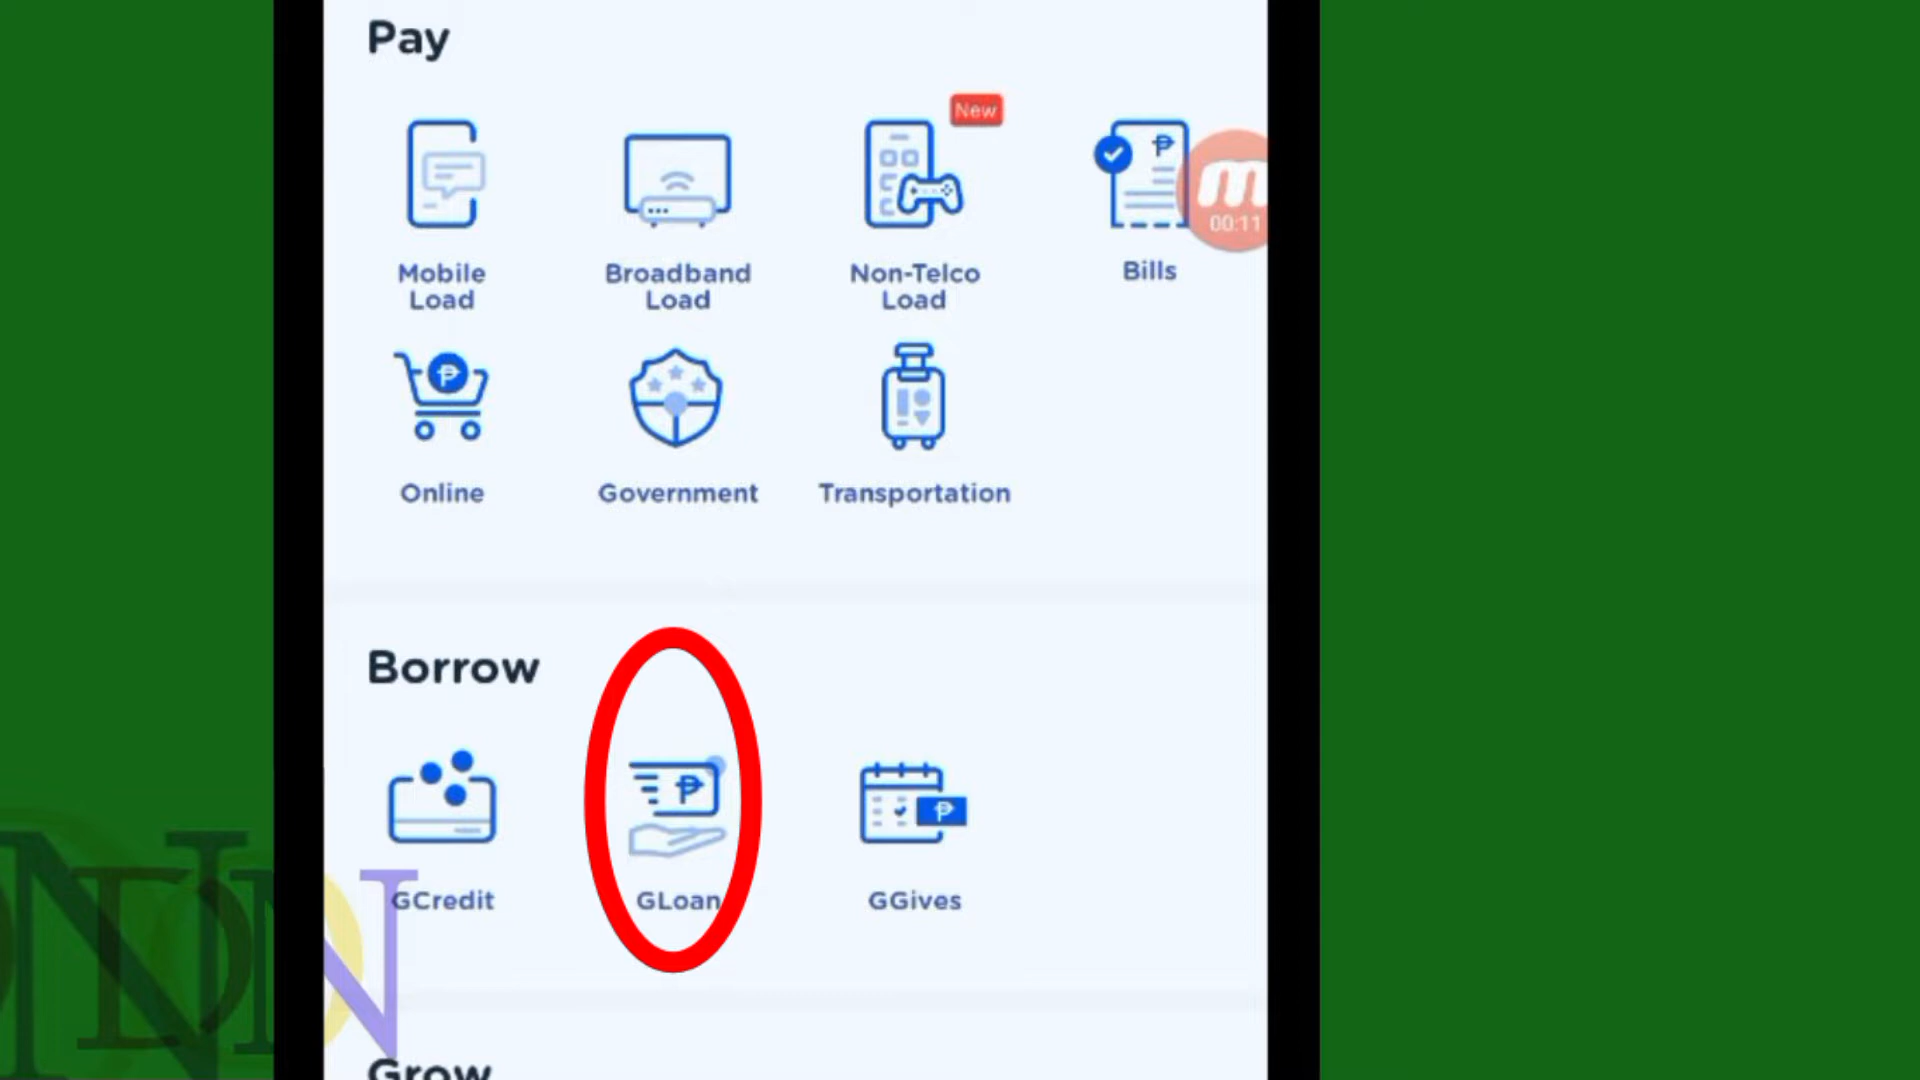 Pay
New
₱
m
00:11
Mobile
Load
Broadband
Load
Non-Telco
Load
Bills
₱
Online
Government
Transportation
Borrow
₱
₱
GCredit
GLoan
GGives
N
N
D
N
Grow